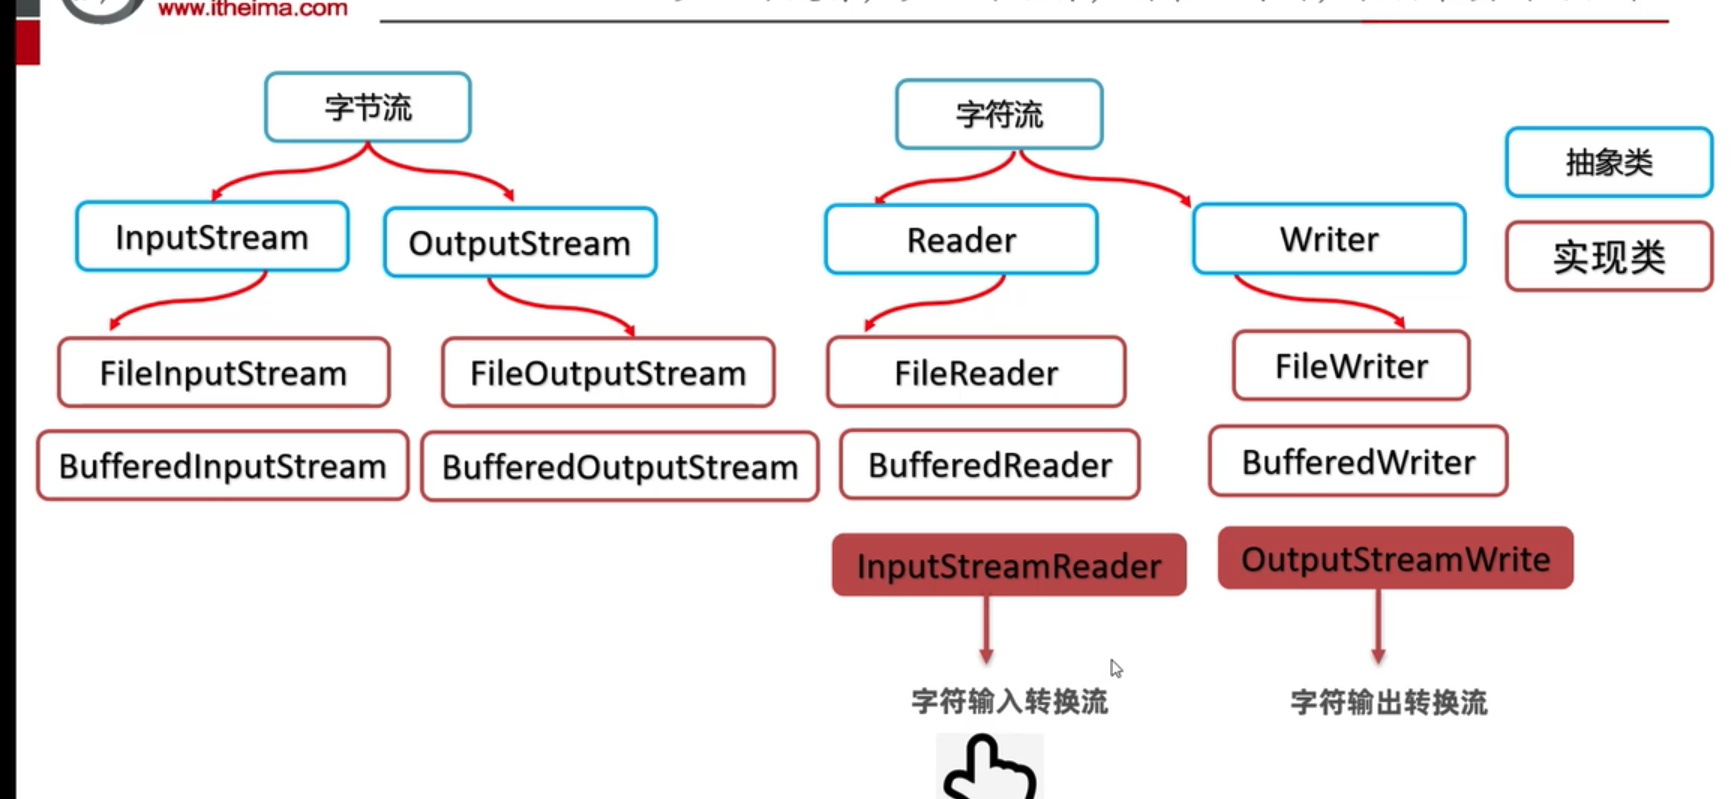 www.itheima.com
字节流
字符流
抽象类
InputStream
OutputStream
Reader
Writer
实现类
FileInputStream
FileOutputStream
FileReader
FileWriter
BufferedInputStream
BufferedOutputStream
BufferedReader
BufferedWriter
InputStreamReader
OutputStreamWrite
字符输入转换流
字符输出转换流